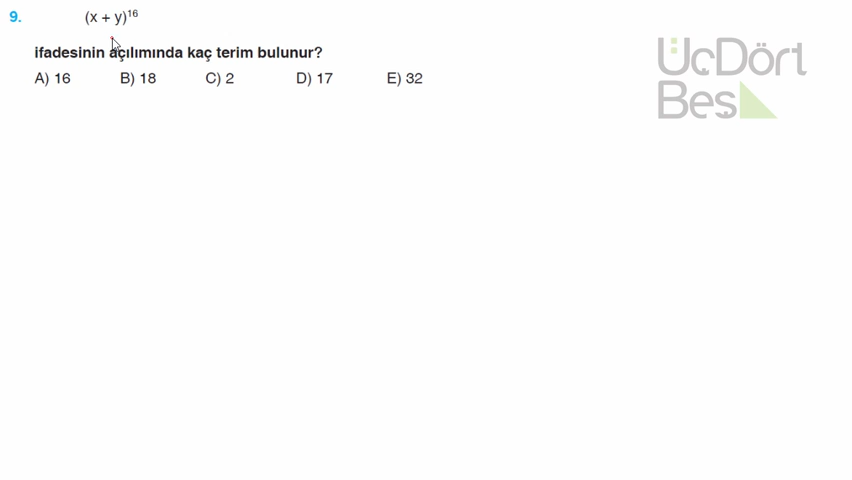 9. (x + y)¹⁶
ifadesinin açılımında kaç terim bulunur?
A) 16 B) 18 C) 2 D) 17 E) 32
ÜçDört
Beş